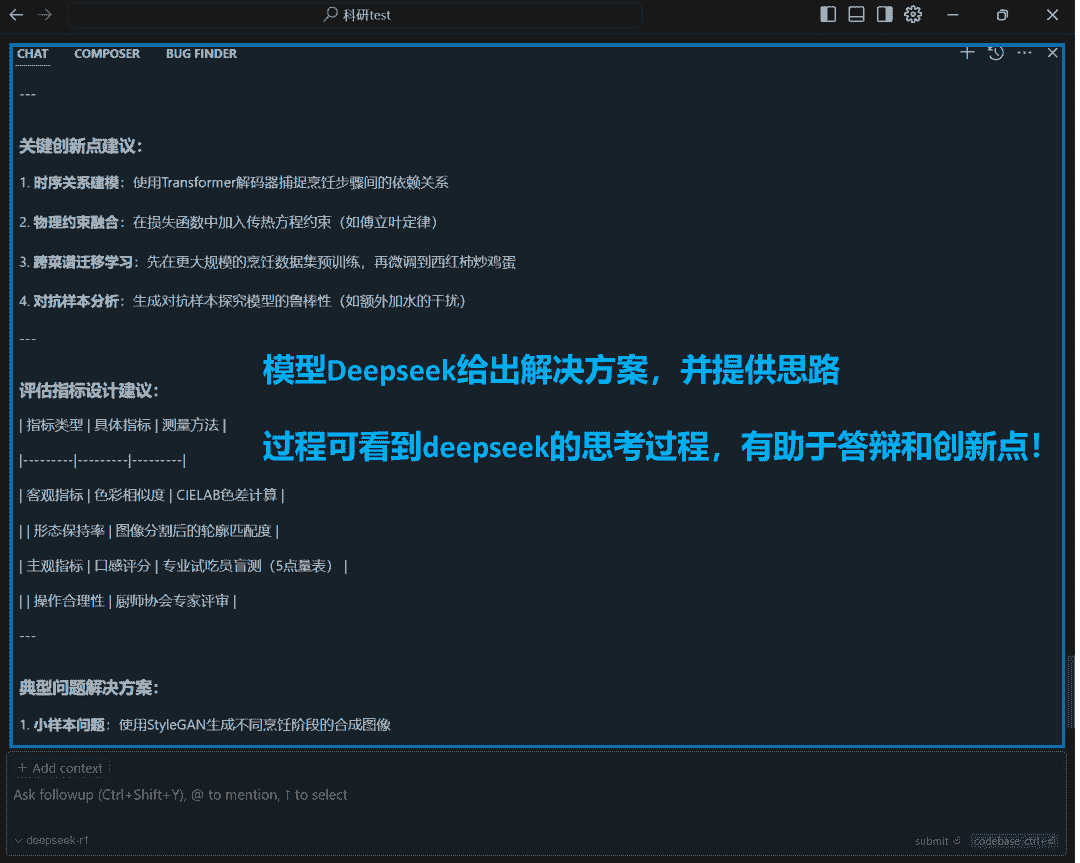 科研test
CHAT COMPOSER BUG FINDER
---
关键创新点建议：
1. 时序关系建模：使用Transformer解码器捕捉烹饪步骤间的依赖关系
2. 物理约束融合：在损失函数中加入传热方程约束（如傅立叶定律）
3. 跨菜谱迁移学习：先在更大规模的烹饪数据集预训练，再微调到西红柿炒鸡蛋
4. 对抗样本分析：生成对抗样本探究模型的鲁棒性（如额外加水的干扰）
---
模型Deepseek给出解决方案，并提供思路
评估指标设计建议：
| 指标类型 | 具体指标 | 测量方法 |
过程可看到deepseek的思考过程，有助于答辩和创新点！
|---------|---------|---------|
| 客观指标 | 色彩相似度 | CIELAB色差计算 |
| | 形态保持率 | 图像分割后的轮廓匹配度 |
| 主观指标 | 口感评分 | 专业试吃员盲测（5点量表） |
| | 操作合理性 | 厨师协会专家评审 |
---
典型问题解决方案：
1. 小样本问题：使用StyleGAN生成不同烹饪阶段的合成图像
+ Add context
Ask followup (Ctrl+Shift+Y), @ to mention, ↑ to select
deepseek-r1 submit ⏎ codebase ctrl+⏎